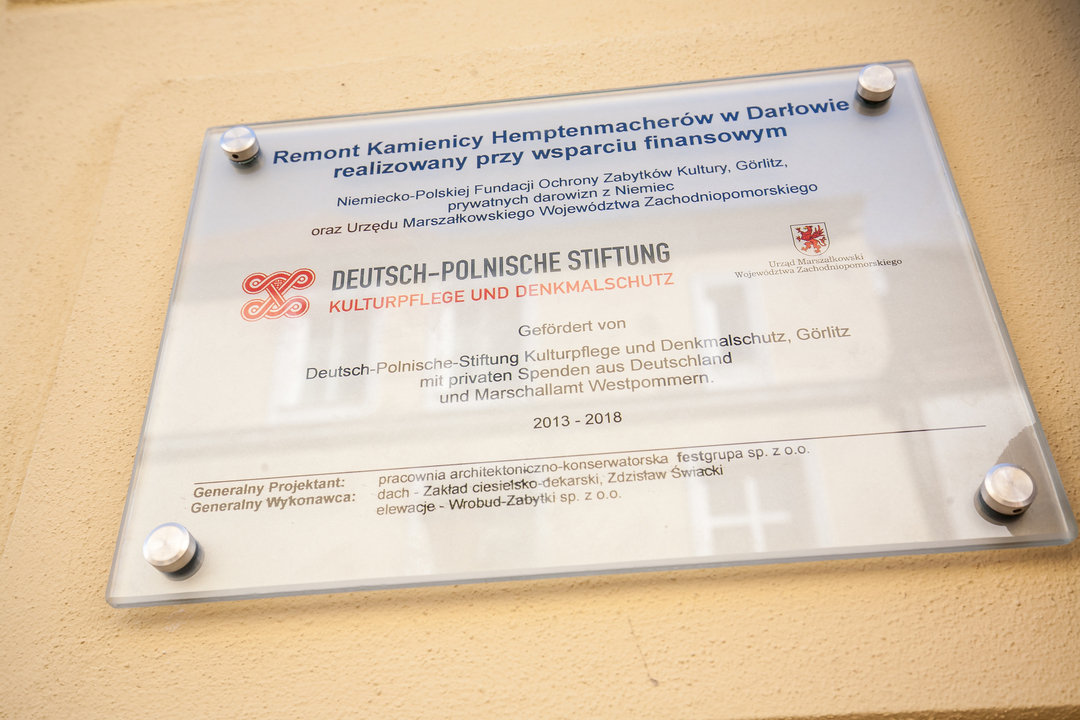 Remont Kamienicy Hemptenmacherów w Darłowie
realizowany przy wsparciu finansowym
Niemiecko-Polskiej Fundacji Ochrony Zabytków Kultury, Görlitz,
prywatnych darowizn z Niemiec
oraz Urzędu Marszałkowskiego Województwa Zachodniopomorskiego
DEUTSCH-POLNISCHE STIFTUNG
KULTURPFLEGE UND DENKMALSCHUTZ
Urząd Marszałkowski
Województwa Zachodniopomorskiego
Gefördert von
Deutsch-Polnische-Stiftung Kulturpflege und Denkmalschutz, Görlitz
mit privaten Spenden aus Deutschland
und Marschallamt Westpommern.
2013 - 2018
Generalny Projektant: pracownia architektoniczno-konserwatorska festgrupa sp. z o.o.
Generalny Wykonawca: dach - Zakład ciesielsko-dekarski, Zdzisław Świacki
elewacje - Wrobud-Zabytki sp. z o.o.